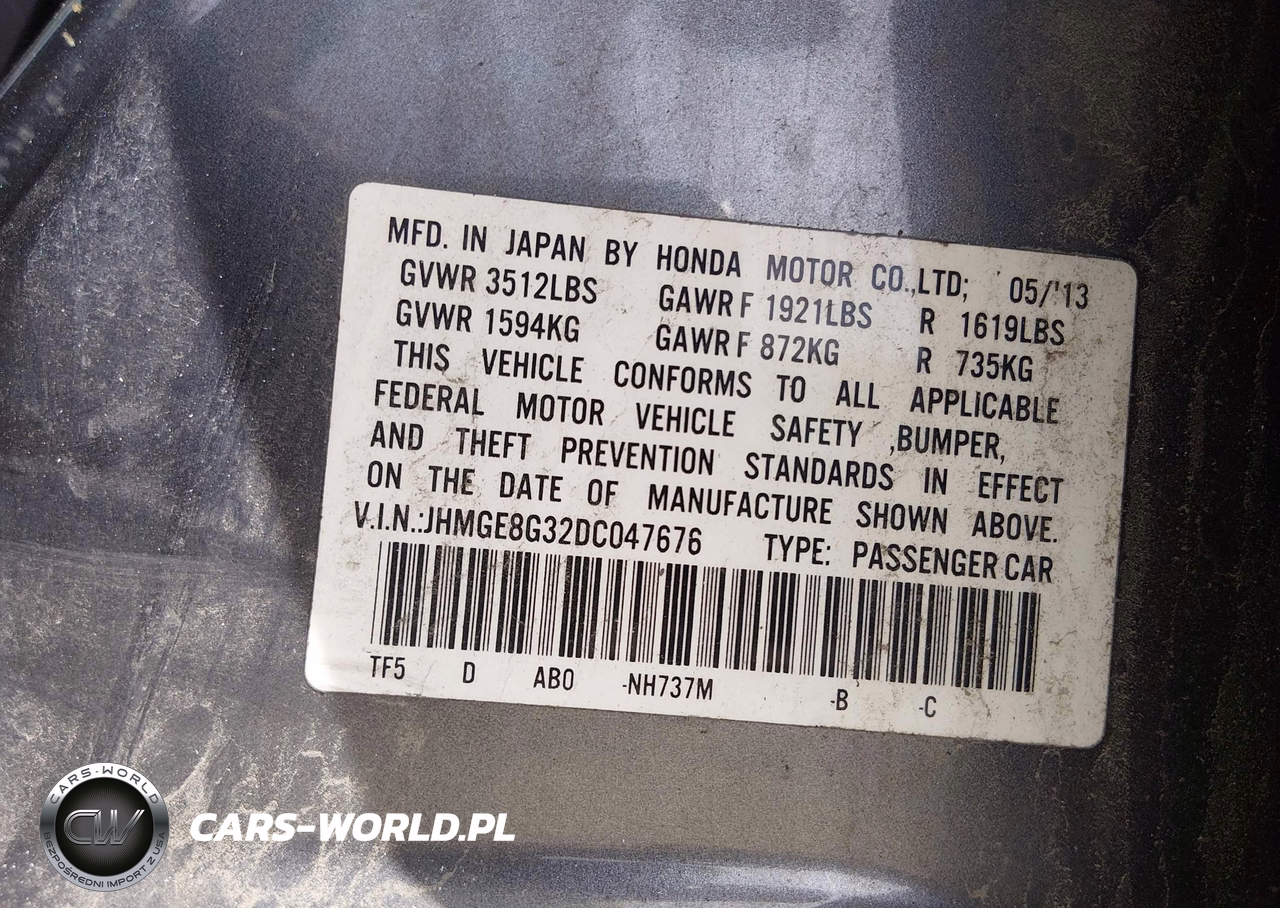 MFD. IN JAPAN BY HONDA MOTOR CO.,LTD; 05/'13
GVWR 3512LBS GAWR F 1921LBS R 1619LBS
GVWR 1594KG GAWR F 872KG R 735KG
THIS VEHICLE CONFORMS TO ALL APPLICABLE
FEDERAL MOTOR VEHICLE SAFETY ,BUMPER,
AND THEFT PREVENTION STANDARDS IN EFFECT
ON THE DATE OF MANUFACTURE SHOWN ABOVE.
V.I.N.:JHMGE8G32DC047676 TYPE: PASSENGER CAR
TF5 D AB0 -NH737M -B -C
CARS-WORLD
CW
BEZPOŚREDNI IMPORT Z USA
CARS-WORLD.PL